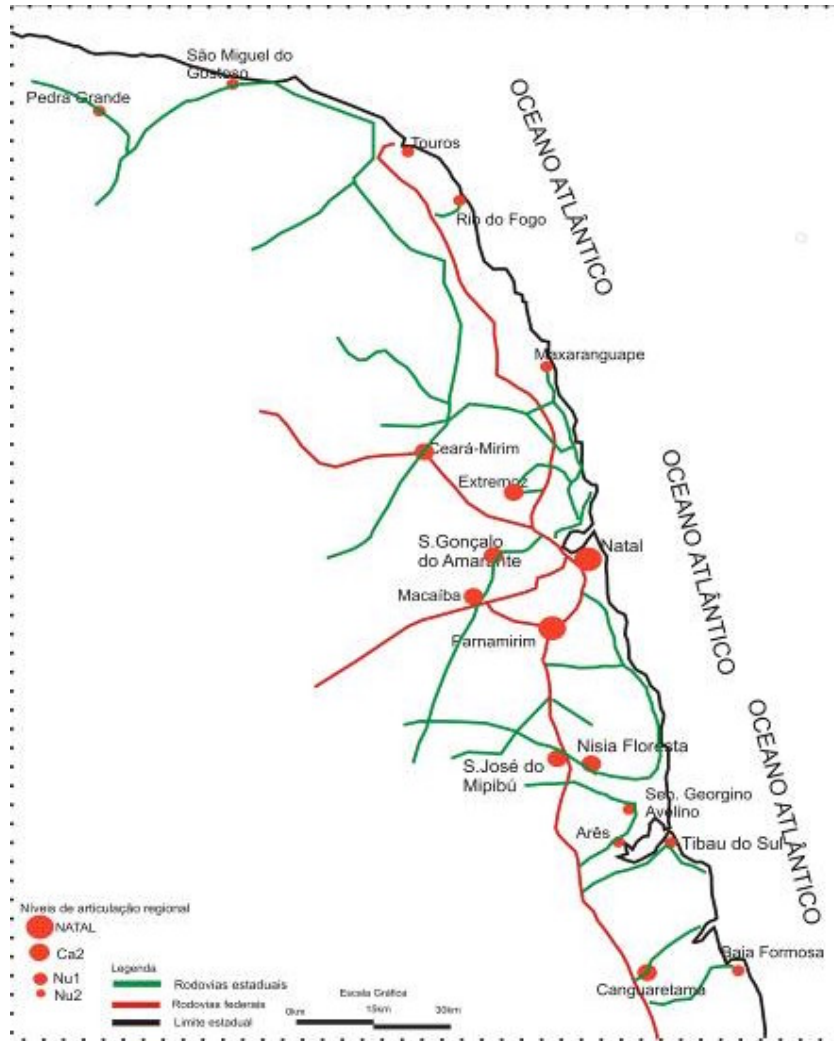 São Miguel do
Gostoso
Pedra Grande
Touros
OCEANO ATLÂNTICO
Rio do Fogo
Maxaranguape
Ceará-Mirim
Extremoz
OCEANO ATLÂNTICO
S.Gonçalo
do Amarante
Natal
Macaíba
Parnamirim
OCEANO ATLÂNTICO
Nisia Floresta
S.José do
Mipibú
Sen. Georgino
Avelino
Arês
Tibau do Sul
Baia Formosa
Canguaretama
Níveis de articulação regional
NATAL
Ca2
Nu1
Nu2
Legenda
Rodovias estaduais
Rodovias federais
Limite estadual
Escala Gráfica
0km 15km 30km